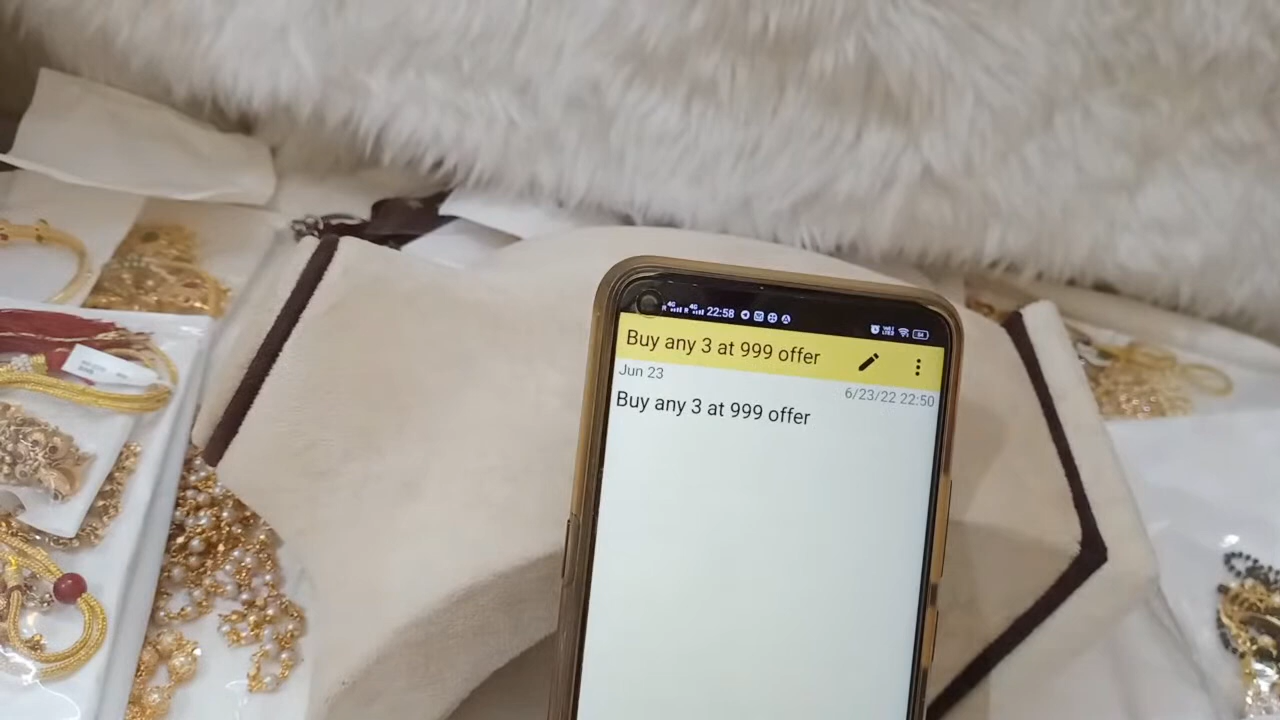 22:58
Buy any 3 at 999 offer
Jun 23
6/23/22 22:50
Buy any 3 at 999 offer